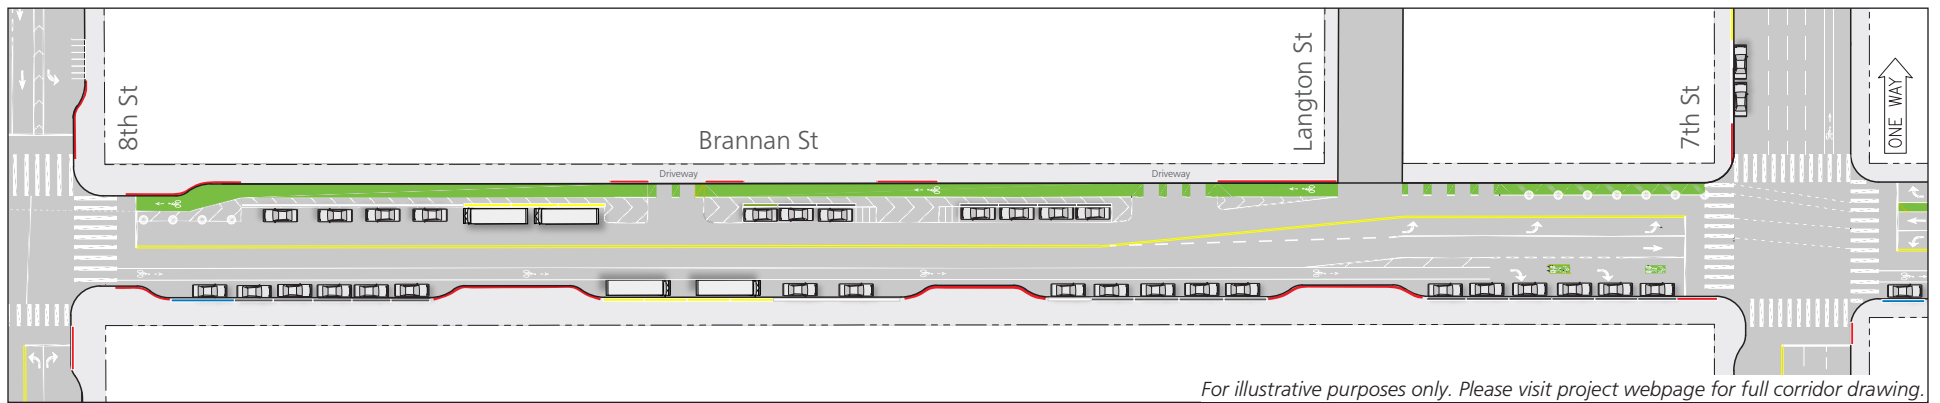 8th St
Brannan St
Langton St
7th St
ONE WAY
Driveway
Driveway
For illustrative purposes only. Please visit project webpage for full corridor drawing.